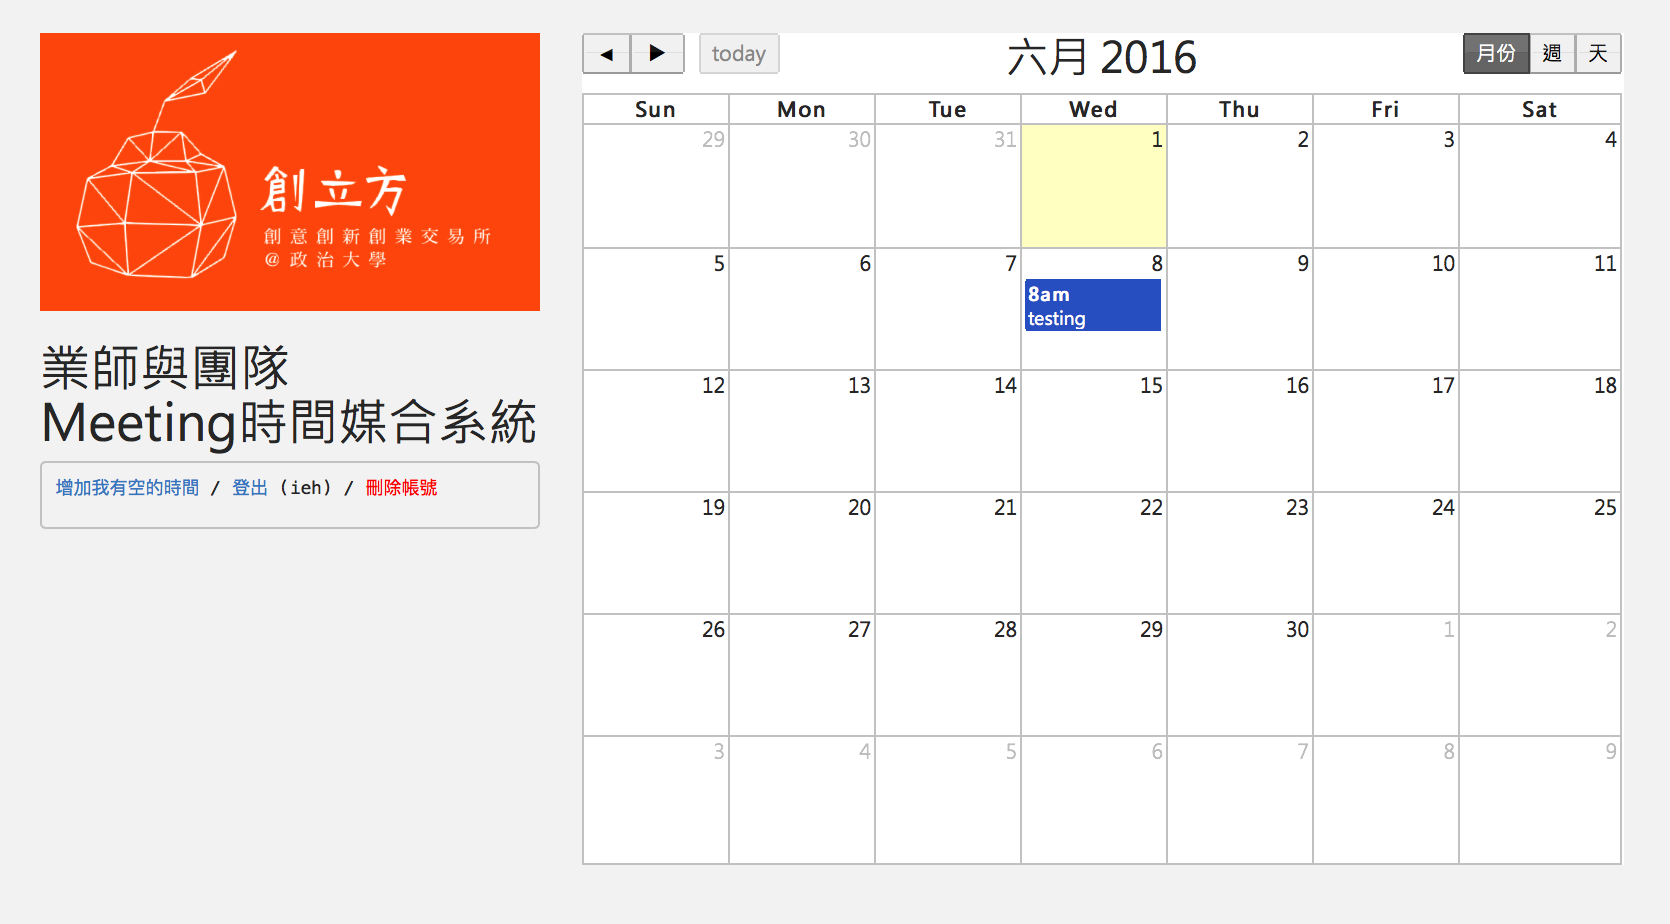 創立方
創意創新創業交易所
@政治大學
業師與團隊
Meeting時間媒合系統
增加我有空的時間 / 登出 (ieh) / 刪除帳號
◄ ► today
六月 2016
月份 週 天
Sun Mon Tue Wed Thu Fri Sat
29 30 31 1 2 3 4
5 6 7 8 9 10 11
8am
testing
12 13 14 15 16 17 18
19 20 21 22 23 24 25
26 27 28 29 30 1 2
3 4 5 6 7 8 9